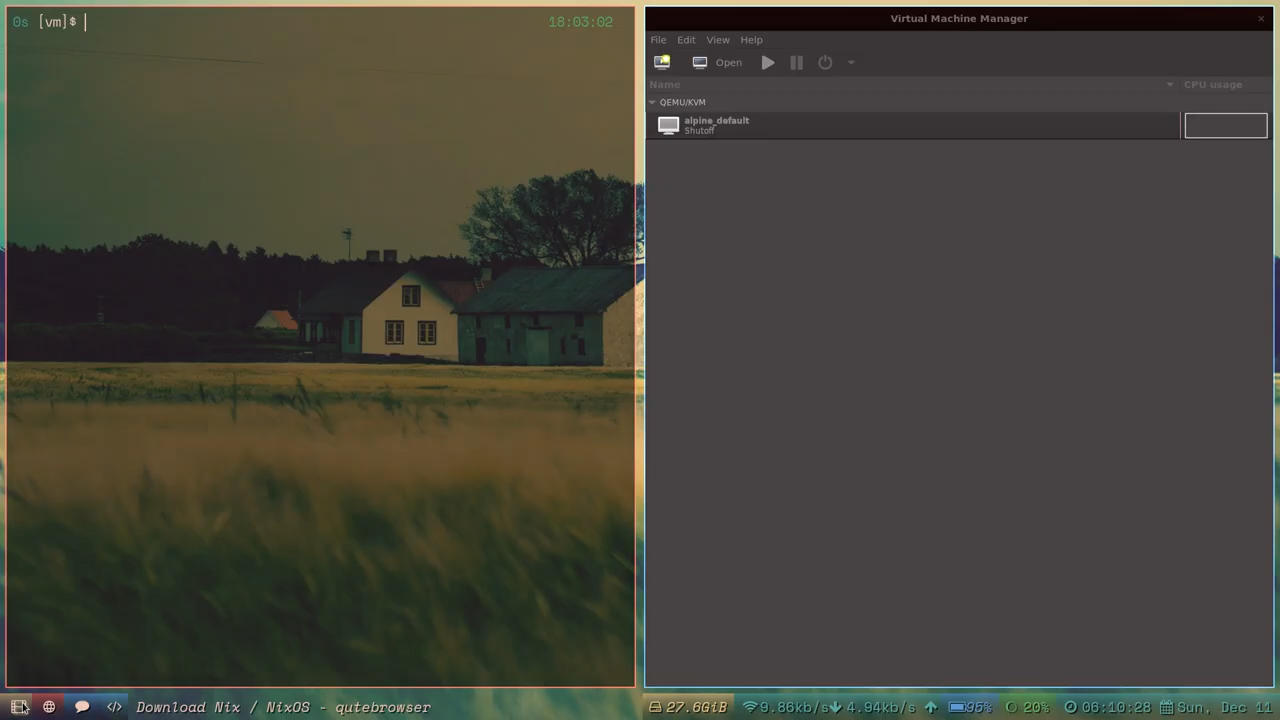 0s [vm]$
18:03:02
Virtual Machine Manager
File Edit View Help
Open
Name
CPU usage
QEMU/KVM
alpine_default
Shutoff
Download Nix / NixOS - qutebrowser
27.6GiB
9.86kb/s
4.94kb/s
95%
20%
06:10:28
Sun, Dec 11